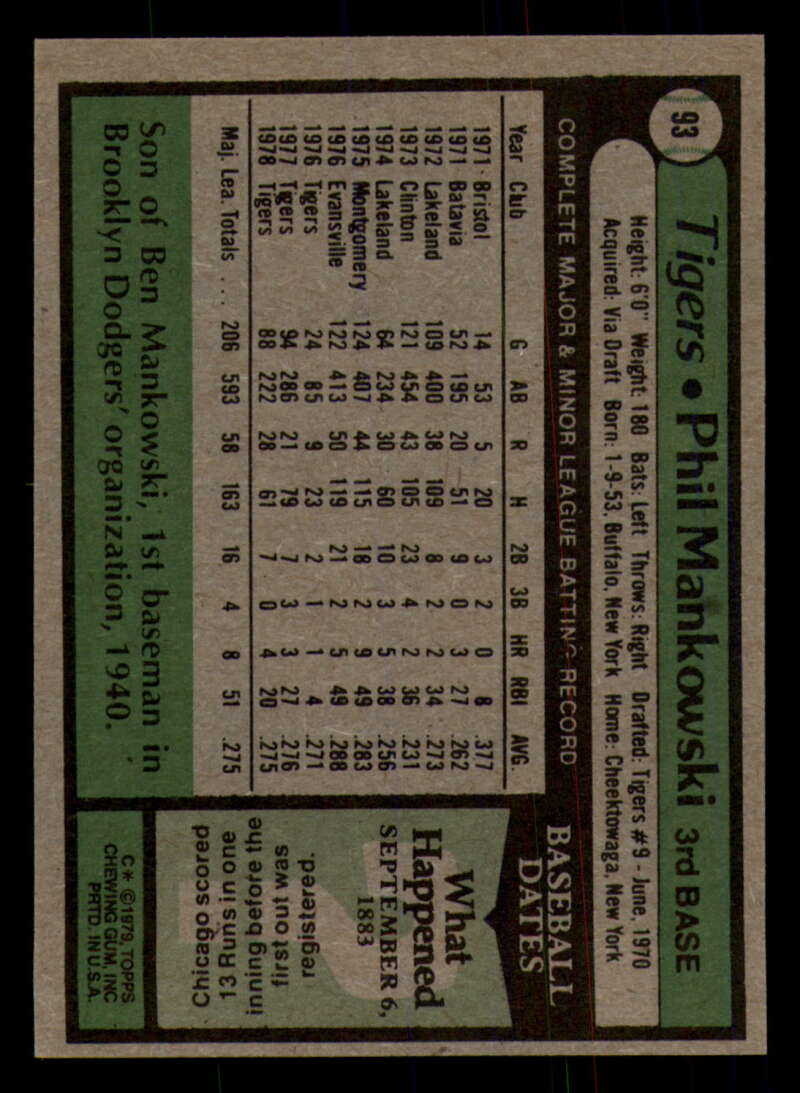 93
Tigers • Phil Mankowski 3rd BASE
Height: 6'0" Weight: 180 Bats: Left Throws: Right Drafted: Tigers #9 - June, 1970
Acquired: Via Draft Born: 1-9-53, Buffalo, New York Home: Cheektowaga, New York
COMPLETE MAJOR & MINOR LEAGUE BATTING RECORD
Year Club G AB R H 2B 3B HR RBI AVG.
1971 Bristol 14 53 5 20 3 2 0 8 .377
1971 Batavia 52 195 20 51 9 0 3 27 .262
1972 Lakeland 109 400 38 109 8 2 2 34 .273
1973 Clinton 121 454 43 105 23 4 2 36 .231
1974 Lakeland 64 234 30 60 10 3 5 38 .256
1975 Montgomery 124 407 44 115 18 2 9 49 .283
1976 Evansville 122 413 50 119 21 2 5 49 .288
1976 Tigers 24 85 9 23 2 1 1 4 .271
1977 Tigers 94 286 21 79 7 3 3 27 .276
1978 Tigers 88 222 28 61 7 0 4 20 .275
Maj. Lea. Totals ... 206 593 58 163 16 4 8 51 .275
Son of Ben Mankowski, 1st baseman in
Brooklyn Dodgers' organization, 1940.
BASEBALL
DATES
What
Happened
SEPTEMBER 6,
1883
Chicago scored
13 Runs in one
inning before the
first out was
registered.
C* ©1979, TOPPS
CHEWING GUM, INC
PRTD. IN U.S.A.